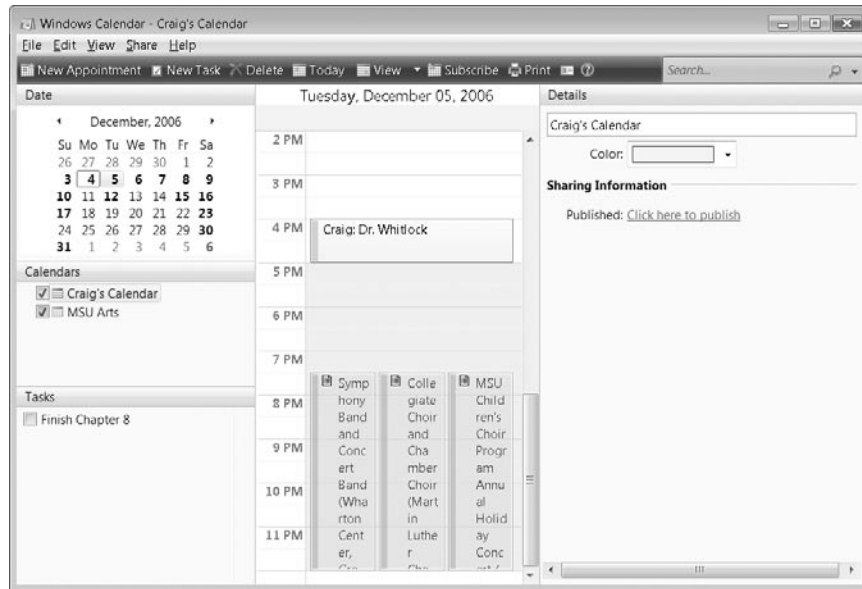 Windows Calendar - Craig's Calendar
File Edit View Share Help
New Appointment New Task Delete Today View Subscribe Print Search...
Date
December, 2006
Su Mo Tu We Th Fr Sa
26 27 28 29 30 1 2
3 4 5 6 7 8 9
10 11 12 13 14 15 16
17 18 19 20 21 22 23
24 25 26 27 28 29 30
31 1 2 3 4 5 6
Calendars
Craig's Calendar
MSU Arts
Tasks
Finish Chapter 8
Tuesday, December 05, 2006
2 PM
3 PM
4 PM
Craig: Dr. Whitlock
5 PM
6 PM
7 PM
8 PM
9 PM
10 PM
11 PM
Symp
hony
Band
and
Conc
ert
Band
(Wha
rton
Cent
er,
Colle
giate
Choir
and
Cha
mber
Choir
(Mart
in
Luthe
r
MSU
Child
ren's
Choir
Progr
am
Annu
al
Holid
ay
Conc
Details
Craig's Calendar
Color:
Sharing Information
Published: Click here to publish